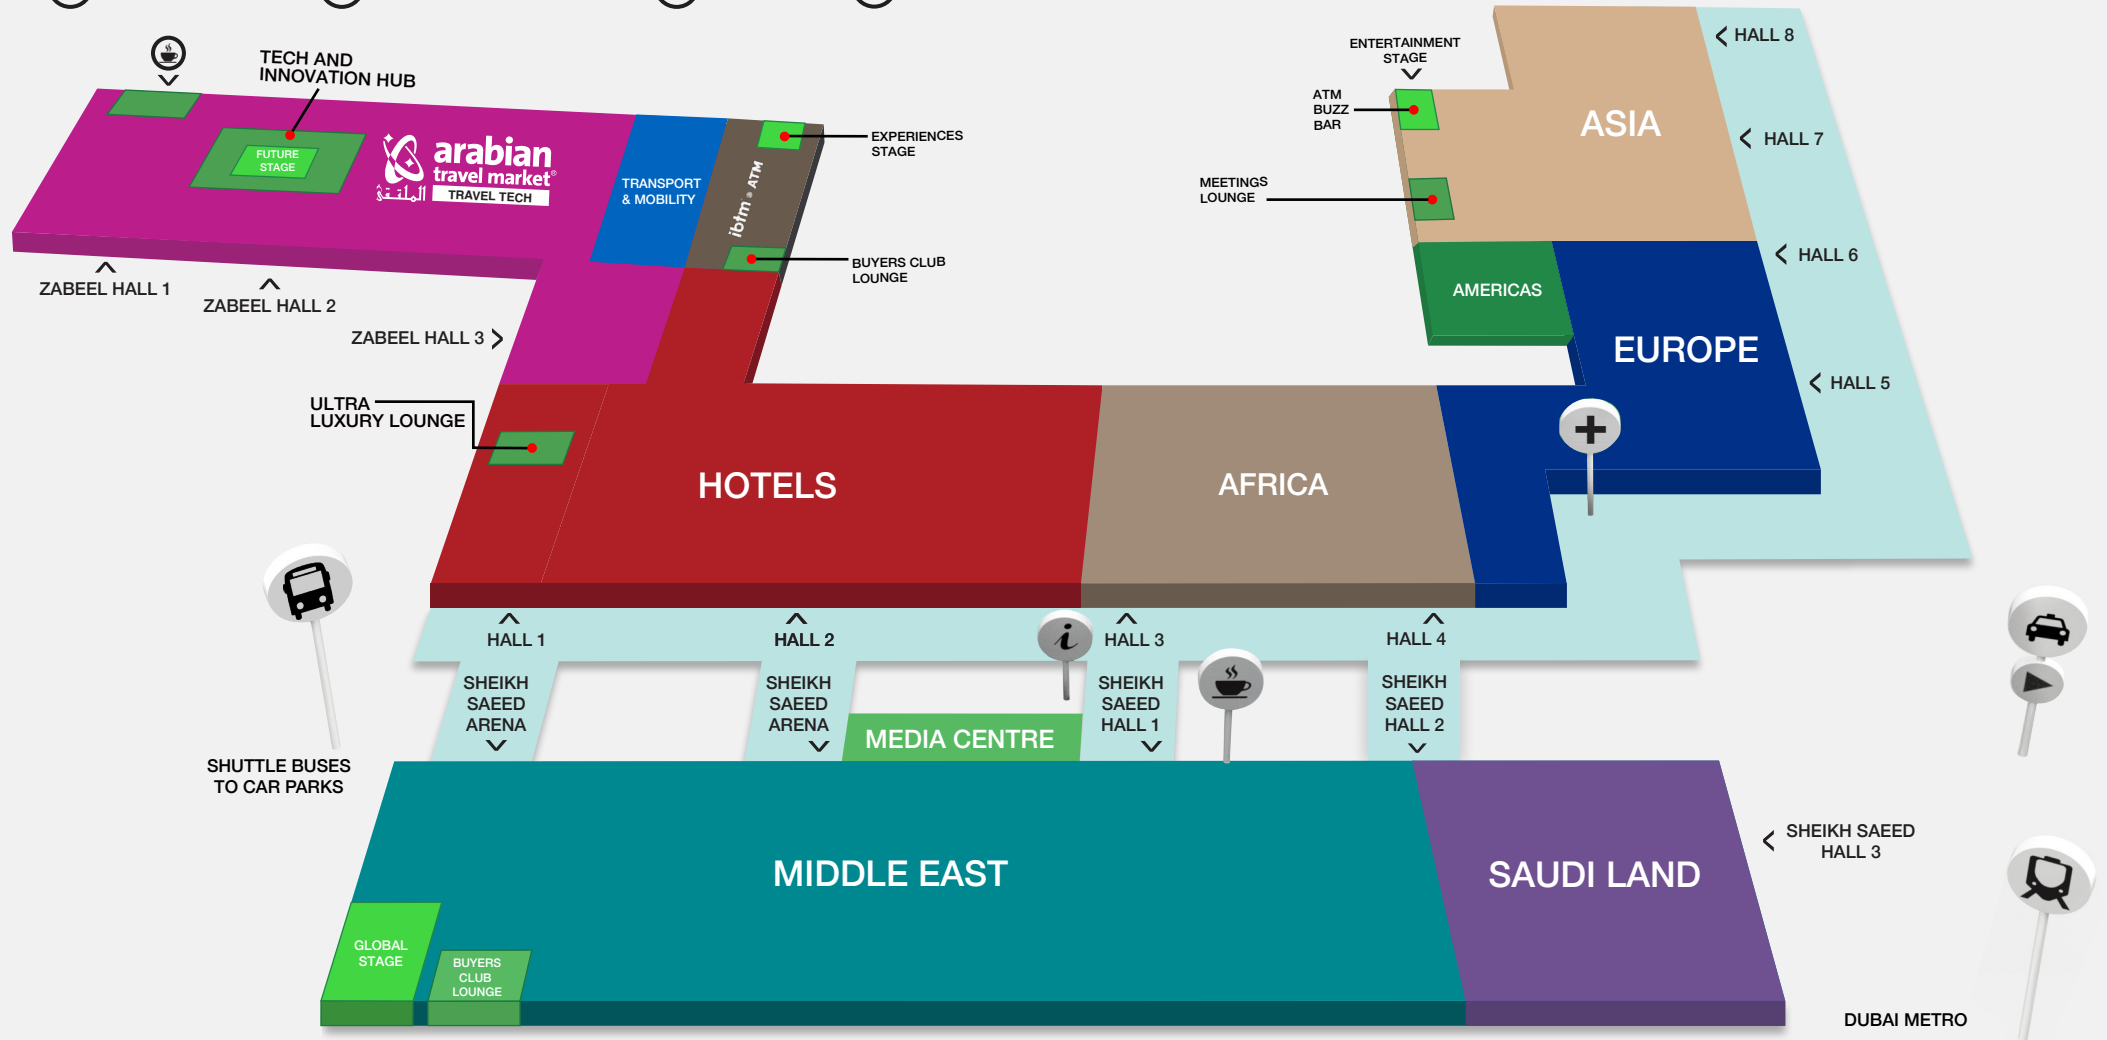 HALL 8
ENTERTAINMENT
STAGE
TECH AND
INNOVATION HUB
ATM
BUZZ
BAR
ASIA
HALL 7
EXPERIENCES
STAGE
FUTURE
STAGE
arabian
travel market®
الملتقى
TRAVEL TECH
TRANSPORT
& MOBILITY
ibtm® ATM
MEETINGS
LOUNGE
HALL 6
BUYERS CLUB
LOUNGE
ZABEEL HALL 1
ZABEEL HALL 2
ZABEEL HALL 3
AMERICAS
EUROPE
HALL 5
ULTRA
LUXURY LOUNGE
HOTELS
AFRICA
HALL 1
HALL 2
i
HALL 3
HALL 4
SHEIKH
SAEED
ARENA
SHEIKH
SAEED
ARENA
SHEIKH
SAEED
HALL 1
SHEIKH
SAEED
HALL 2
MEDIA CENTRE
SHUTTLE BUSES
TO CAR PARKS
MIDDLE EAST
SAUDI LAND
SHEIKH SAEED
HALL 3
GLOBAL
STAGE
BUYERS
CLUB
LOUNGE
DUBAI METRO